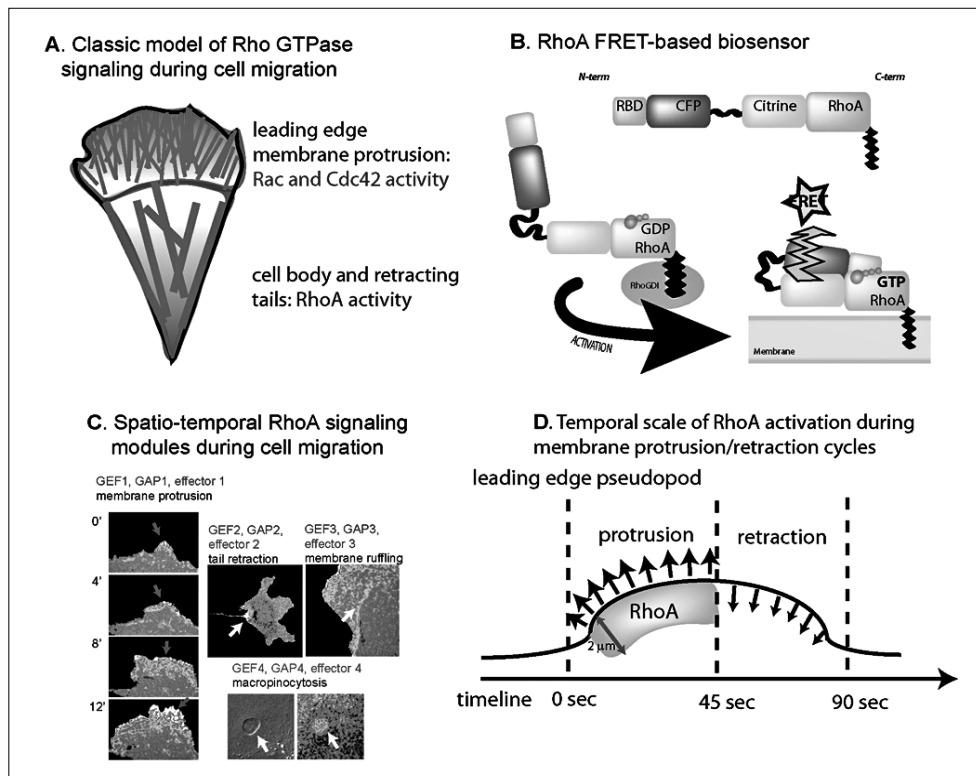 A. Classic model of Rho GTPase
signaling during cell migration
leading edge
membrane protrusion:
Rac and Cdc42 activity
cell body and retracting
tails: RhoA activity
B. RhoA FRET-based biosensor
N-term
C-term
RBD
CFP
Citrine
RhoA
GDP
RhoA
RhoGDI
ACTIVATION
FRET
GTP
RhoA
Membrane
C. Spatio-temporal RhoA signaling
modules during cell migration
GEF1, GAP1, effector 1
membrane protrusion
0'
4'
8'
12'
GEF2, GAP2,
effector 2
tail retraction
GEF3, GAP3,
effector 3
membrane ruffling
GEF4, GAP4, effector 4
macropinocytosis
D. Temporal scale of RhoA activation during
membrane protrusion/retraction cycles
leading edge pseudopod
protrusion
retraction
RhoA
2 μm
timeline
0 sec
45 sec
90 sec